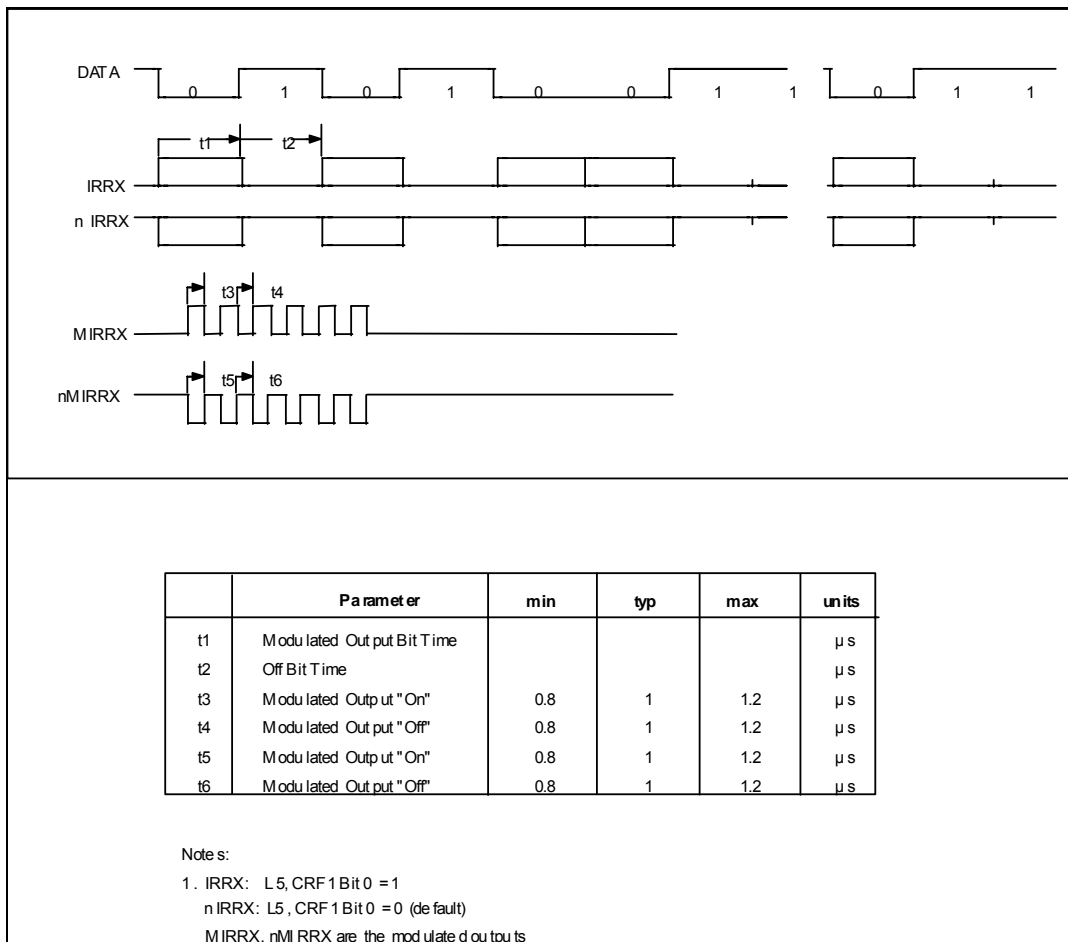 DATA 0 1 0 1 0 0 1 1 0 1 1
t1 t2
IRRX
n IRRX
t3 t4
MIRRX
t5 t6
nMIRRX
Parameter min typ max units
t1 Modulated Output Bit Time µs
t2 Off Bit Time µs
t3 Modulated Output "On" 0.8 1 1.2 µs
t4 Modulated Output "Off" 0.8 1 1.2 µs
t5 Modulated Output "On" 0.8 1 1.2 µs
t6 Modulated Output "Off" 0.8 1 1.2 µs
Notes:
1. IRRX: L5, CRF1 Bit 0 = 1
nIRRX: L5, CRF1 Bit 0 = 0 (default)
MIRRX, nMIRRX are the modulated outputs